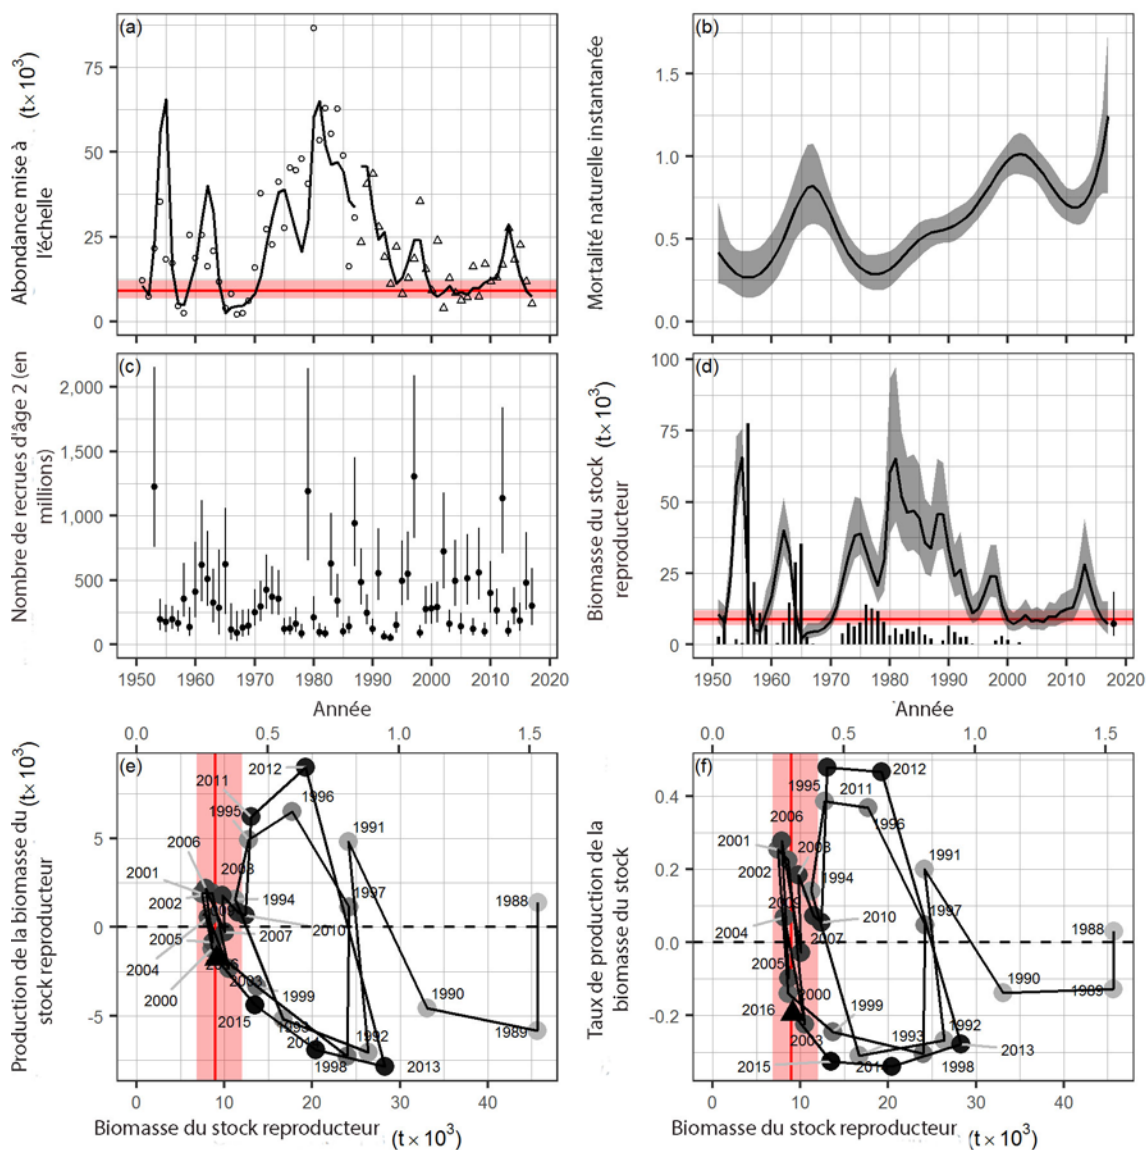 (a)
Abondance mise à
l'échelle
(t× 10³)
75
50
25
0
(b)
Mortalité naturelle instantanée
1.5
1.0
0.5
0.0
(c)
Nombre de recrues d'âge 2 (en
millions)
2,000
1,500
1,000
500
0
1950 1960 1970 1980 1990 2000 2010 2020
Année
(d)
Biomasse du stock
reproducteur
(t× 10³)
100
75
50
25
0
1950 1960 1970 1980 1990 2000 2010 2020
Année
0.0 0.5 1.0 1.5
(e)
Production de la biomasse du
stock reproducteur
(t× 10³)
5
0
-5
2012
2011
1996
1995
1991
2006
2008
2001
1994
1997
1988
2002
2009
2005
2007
2010
2004
2000
2003
1999
1990
2015
1993
1992
1989
2014
1998
2013
0 10 20 30 40
Biomasse du stock reproducteur (t × 10³)
0.0 0.5 1.0 1.5
(f)
Taux de production de la
biomasse du stock
0.4
0.2
0.0
-0.2
1995
2012
2011
2006
1996
2001
2008
1991
2002
1994
2009
1997
2004
2010
1988
2007
2005
1990
1989
2000
2016
1999
2003
1993
1992
2013
2015
2014
1998
0 10 20 30 40
Biomasse du stock reproducteur (t × 10³)